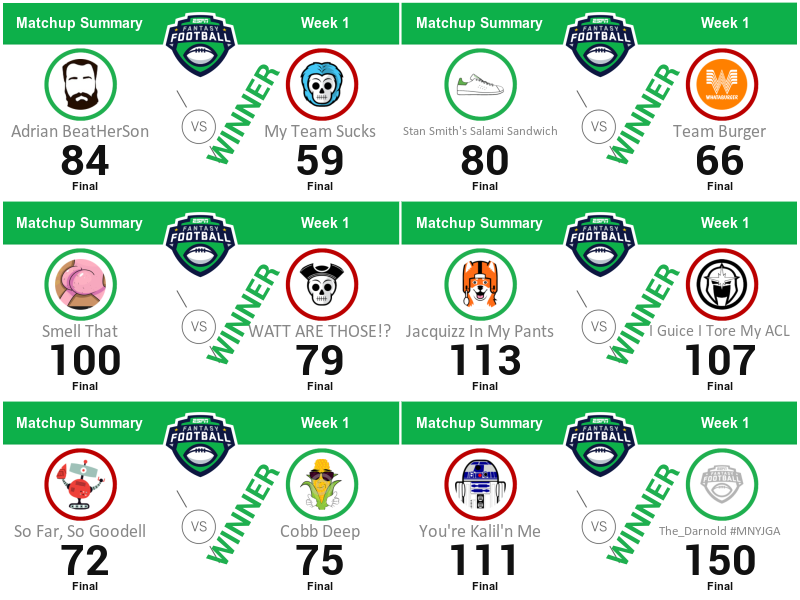 Matchup Summary
ESPN
FANTASY
FOOTBALL
Week 1
VS
WINNER
Adrian BeatHerSon
84
Final
My Team Sucks
59
Final
Matchup Summary
ESPN
FANTASY
FOOTBALL
Week 1
WHATABURGER
VS
WINNER
Stan Smith's Salami Sandwich
80
Final
Team Burger
66
Final
Matchup Summary
ESPN
FANTASY
FOOTBALL
Week 1
VS
WINNER
Smell That
100
Final
WATT ARE THOSE!?
79
Final
Matchup Summary
ESPN
FANTASY
FOOTBALL
Week 1
VS
WINNER
Jacquizz In My Pants
113
Final
I Guice I Tore My ACL
107
Final
Matchup Summary
ESPN
FANTASY
FOOTBALL
Week 1
VS
WINNER
So Far, So Goodell
72
Final
Cobb Deep
75
Final
Matchup Summary
ESPN
FANTASY
FOOTBALL
Week 1
ESPN
FANTASY
FOOTBALL
VS
WINNER
You're Kalil'n Me
111
Final
The_Darnold #MNYJGA
150
Final